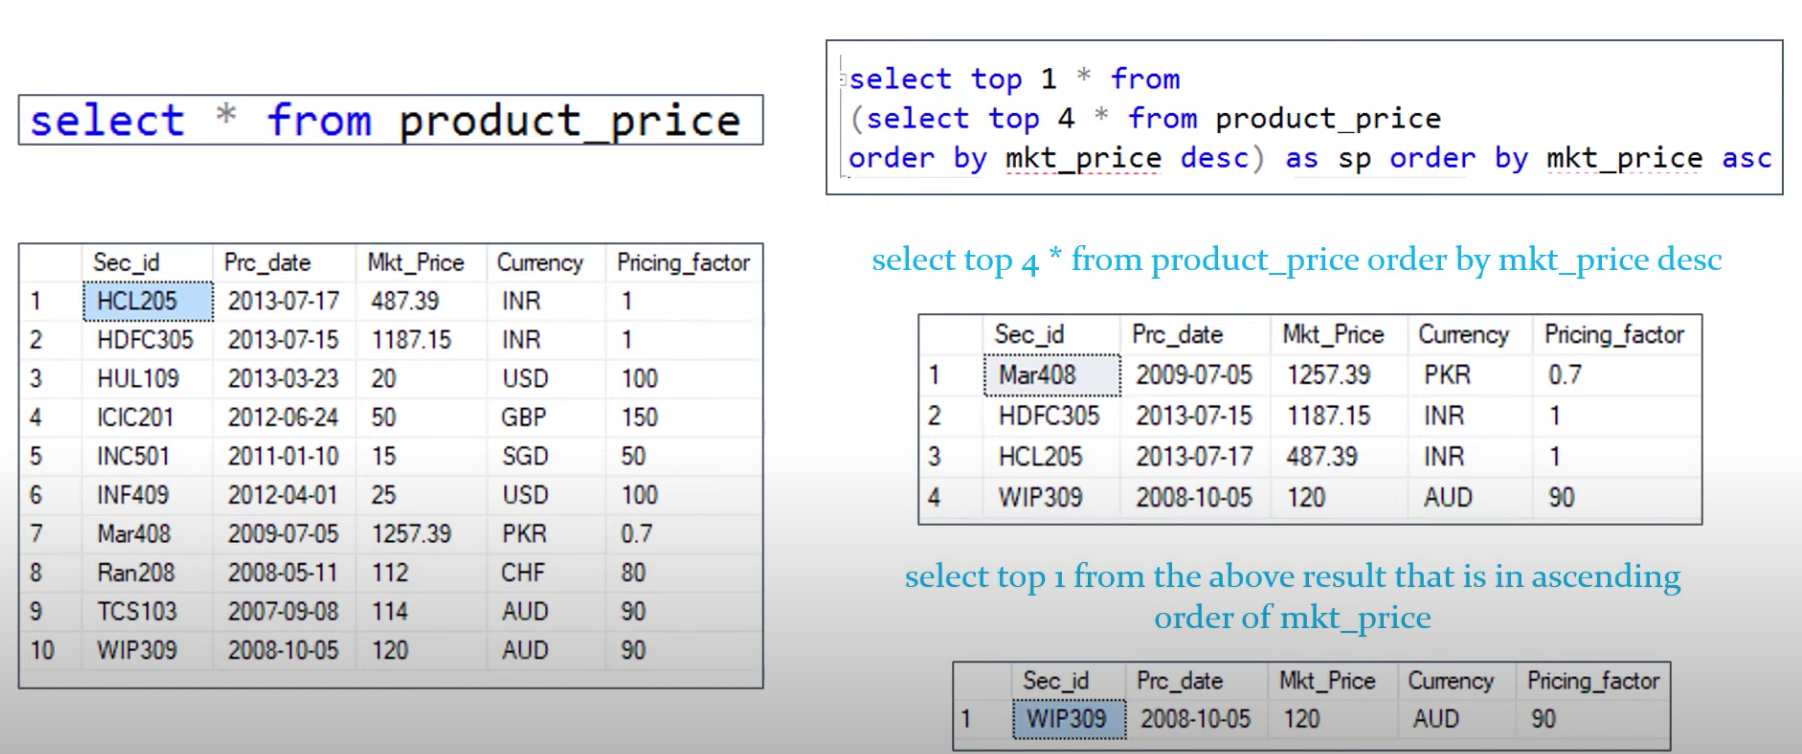 select * from product_price
Sec_id Prc_date Mkt_Price Currency Pricing_factor
1 HCL205 2013-07-17 487.39 INR 1
2 HDFC305 2013-07-15 1187.15 INR 1
3 HUL109 2013-03-23 20 USD 100
4 ICIC201 2012-06-24 50 GBP 150
5 INC501 2011-01-10 15 SGD 50
6 INF409 2012-04-01 25 USD 100
7 Mar408 2009-07-05 1257.39 PKR 0.7
8 Ran208 2008-05-11 112 CHF 80
9 TCS103 2007-09-08 114 AUD 90
10 WIP309 2008-10-05 120 AUD 90
select top 1 * from
(select top 4 * from product_price
order by mkt_price desc) as sp order by mkt_price asc
select top 4 * from product_price order by mkt_price desc
Sec_id Prc_date Mkt_Price Currency Pricing_factor
1 Mar408 2009-07-05 1257.39 PKR 0.7
2 HDFC305 2013-07-15 1187.15 INR 1
3 HCL205 2013-07-17 487.39 INR 1
4 WIP309 2008-10-05 120 AUD 90
select top 1 from the above result that is in ascending
order of mkt_price
Sec_id Prc_date Mkt_Price Currency Pricing_factor
1 WIP309 2008-10-05 120 AUD 90